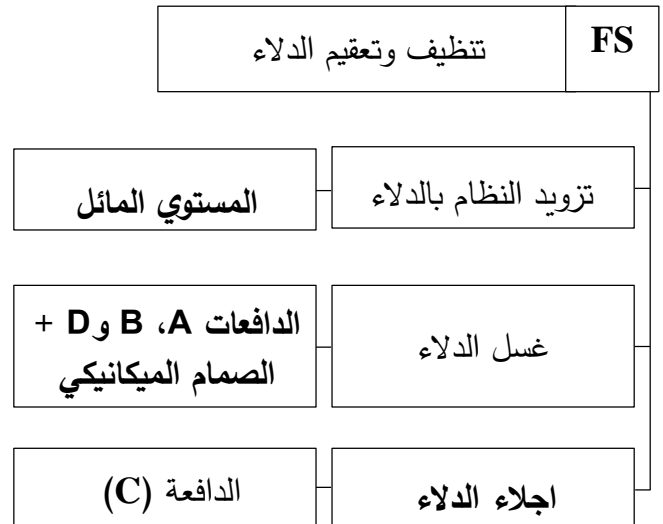 FS
تنظيف وتعقيم الدلاء
تزويد النظام بالدلاء
المستوي المائل
غسل الدلاء
الدافعات A، B و D +
الصمام الميكانيكي
اجلاء الدلاء
الدافعة (C)